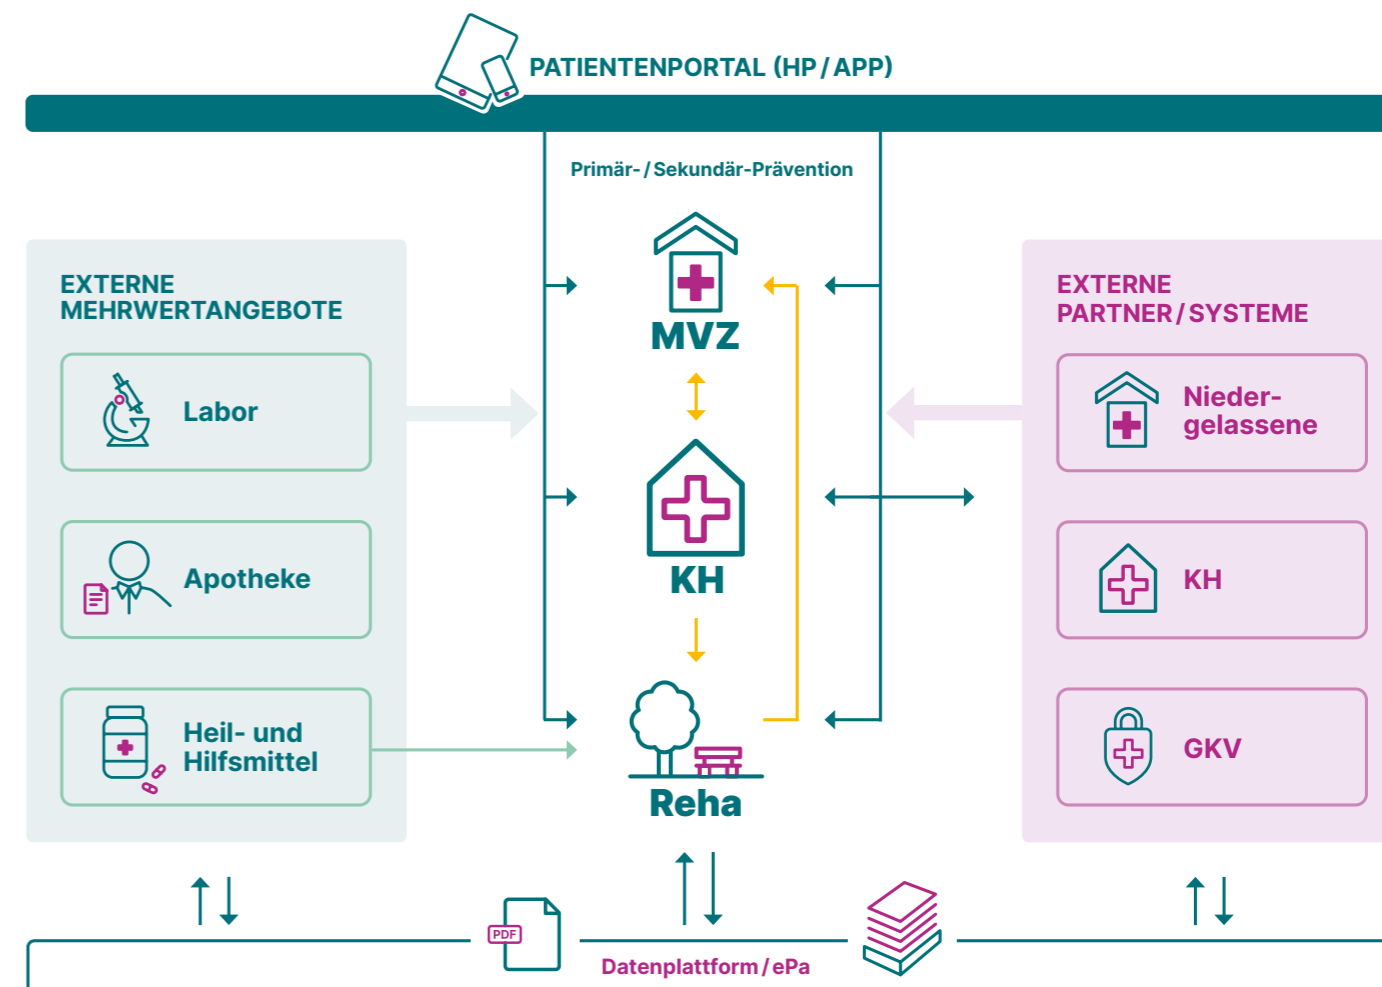 PATIENTENPORTAL (HP / APP)
Primär- / Sekundär-Prävention
EXTERNE
MEHRWERTANGEBOTE
Labor
Apotheke
Heil- und
Hilfsmittel
MVZ
KH
Reha
EXTERNE
PARTNER / SYSTEME
Nieder-
gelassene
KH
GKV
PDF
Datenplattform / ePa